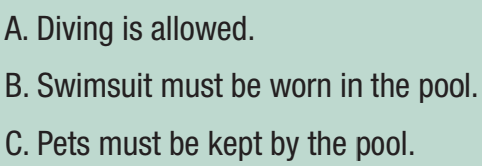 A. Diving is allowed.
B. Swimsuit must be worn in the pool.
C. Pets must be kept by the pool.